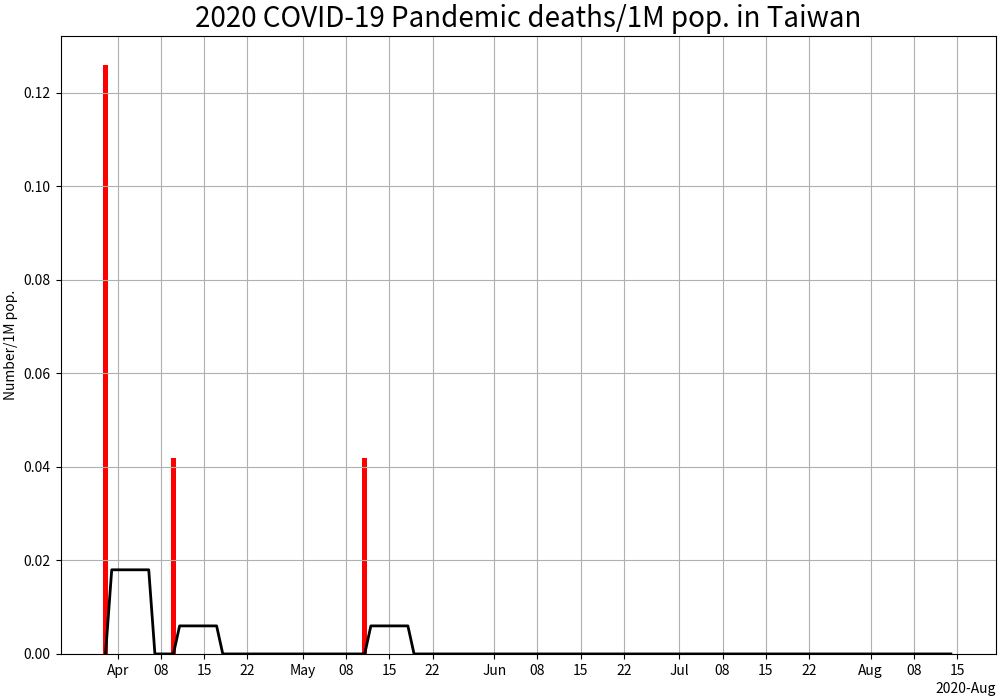 2020 COVID-19 Pandemic deaths/1M pop. in Taiwan
Number/1M pop.
0.12
0.10
0.08
0.06
0.04
0.02
0.00
Apr 08 15 22 May 08 15 22 Jun 08 15 22 Jul 08 15 22 Aug 08 15
2020-Aug